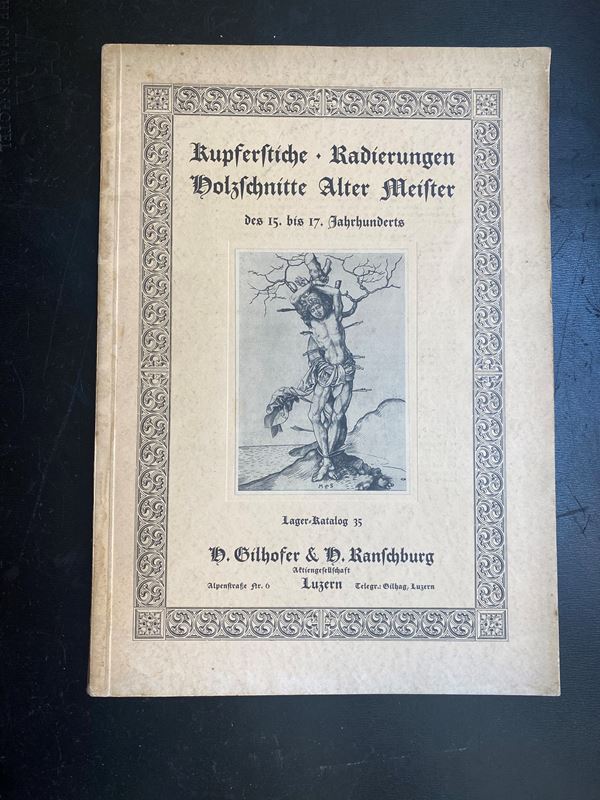 35
Kupferstiche · Radierungen
Holzschnitte Alter Meister
des 15. bis 17. Jahrhunderts
M✝S
Lager-Katalog 35
H. Gilhofer & H. Ranschburg
Aktiengesellschaft
Alpenstraße Nr. 6 Luzern Telegr.: Gilhag, Luzern